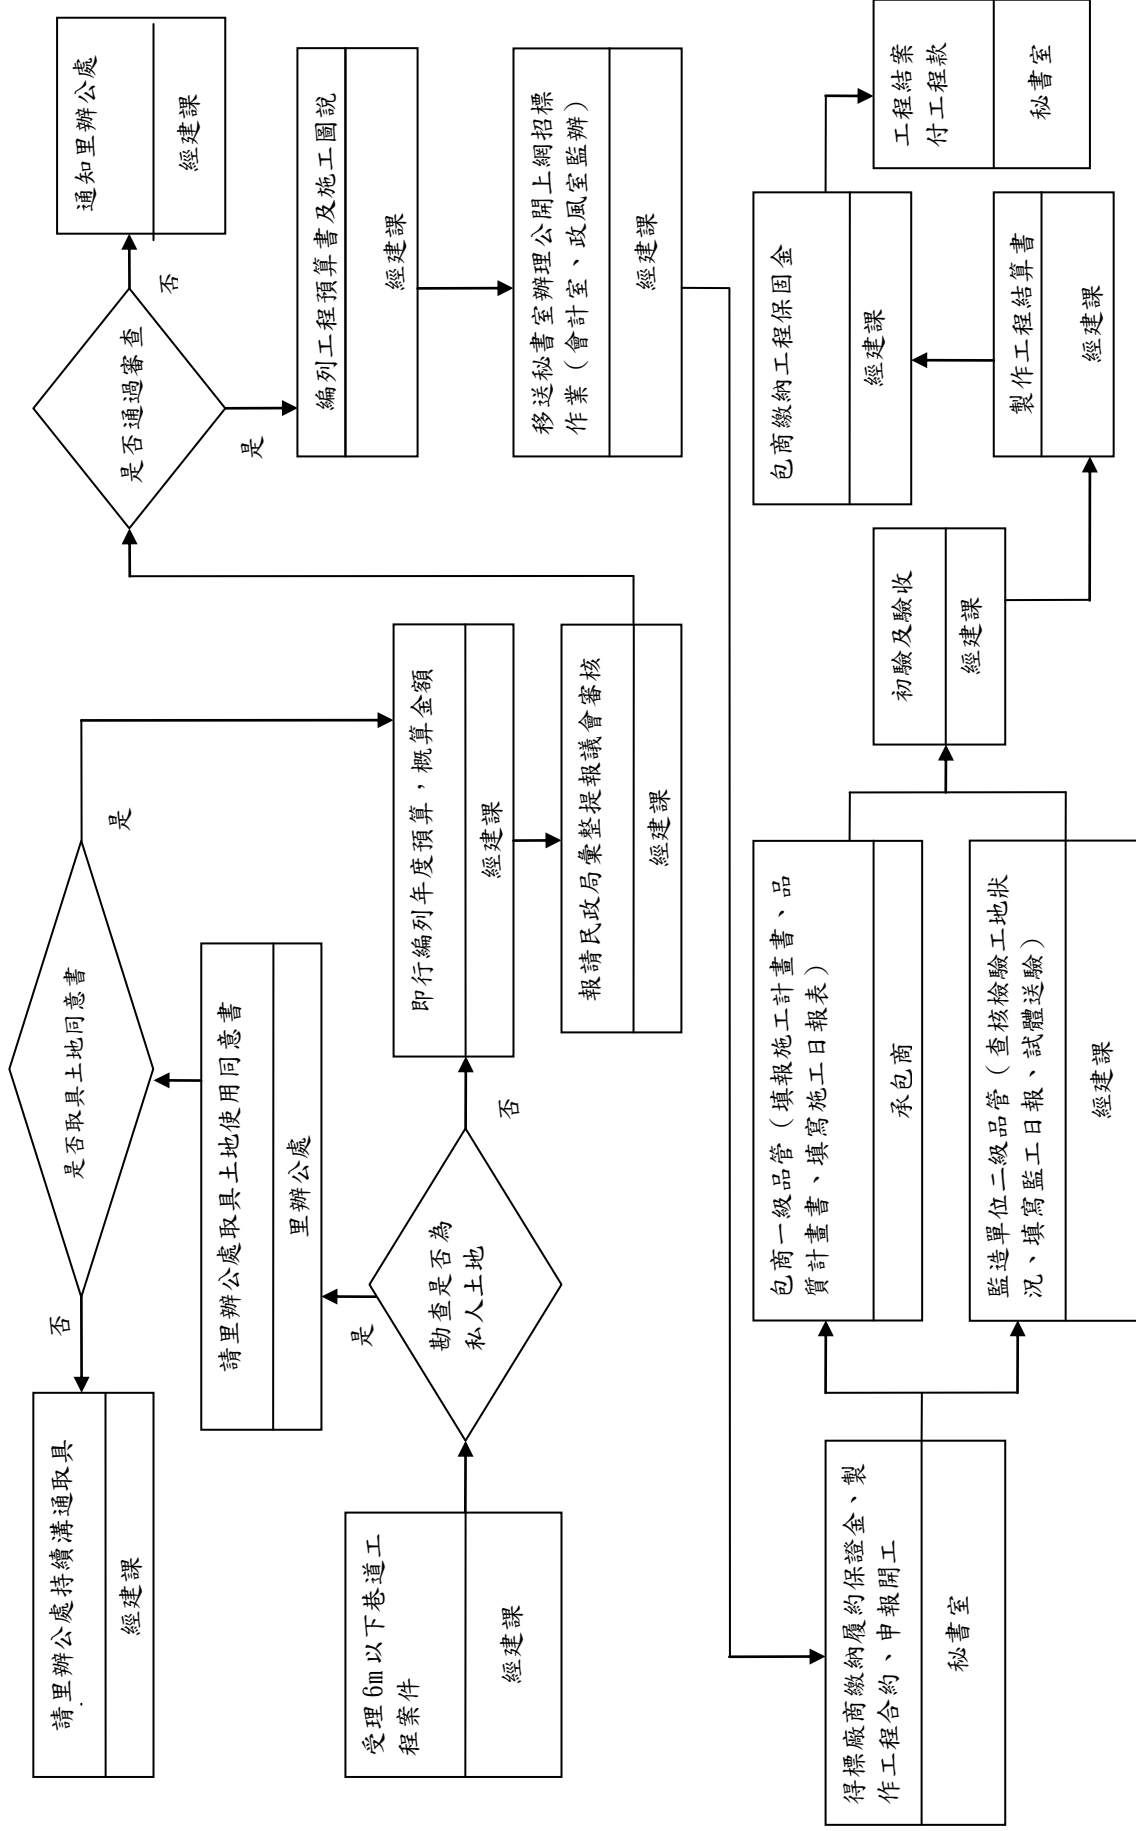 受理 6m 以下巷道工
程案件
經建課
勘查是否為
私人土地
是
否
請里辦公處取具土地使用同意書
里辦公處
是否取具土地同意書
否
是
請里辦公處持續溝通取具
.
經建課
即行編列年度預算，概算金額
經建課
報請民政局彙整提報議會審核
經建課
是否通過審查
否
是
通知里辦公處
經建課
編列工程預算書及施工圖說
經建課
移送秘書室辦理公開上網招標
作業（會計室、政風室監辦）
經建課
得標廠商繳納履約保證金、製
作工程合約、申報開工
秘書室
包商一級品管（填報施工計畫書、品
質計畫書、填寫施工日報表）
承包商
監造單位二級品管（查核檢驗工地狀
況、填寫監工日報、試體送驗）
經建課
初驗及驗收
經建課
製作工程結算書
經建課
包商繳納工程保固金
經建課
工程結案
付工程款
秘書室